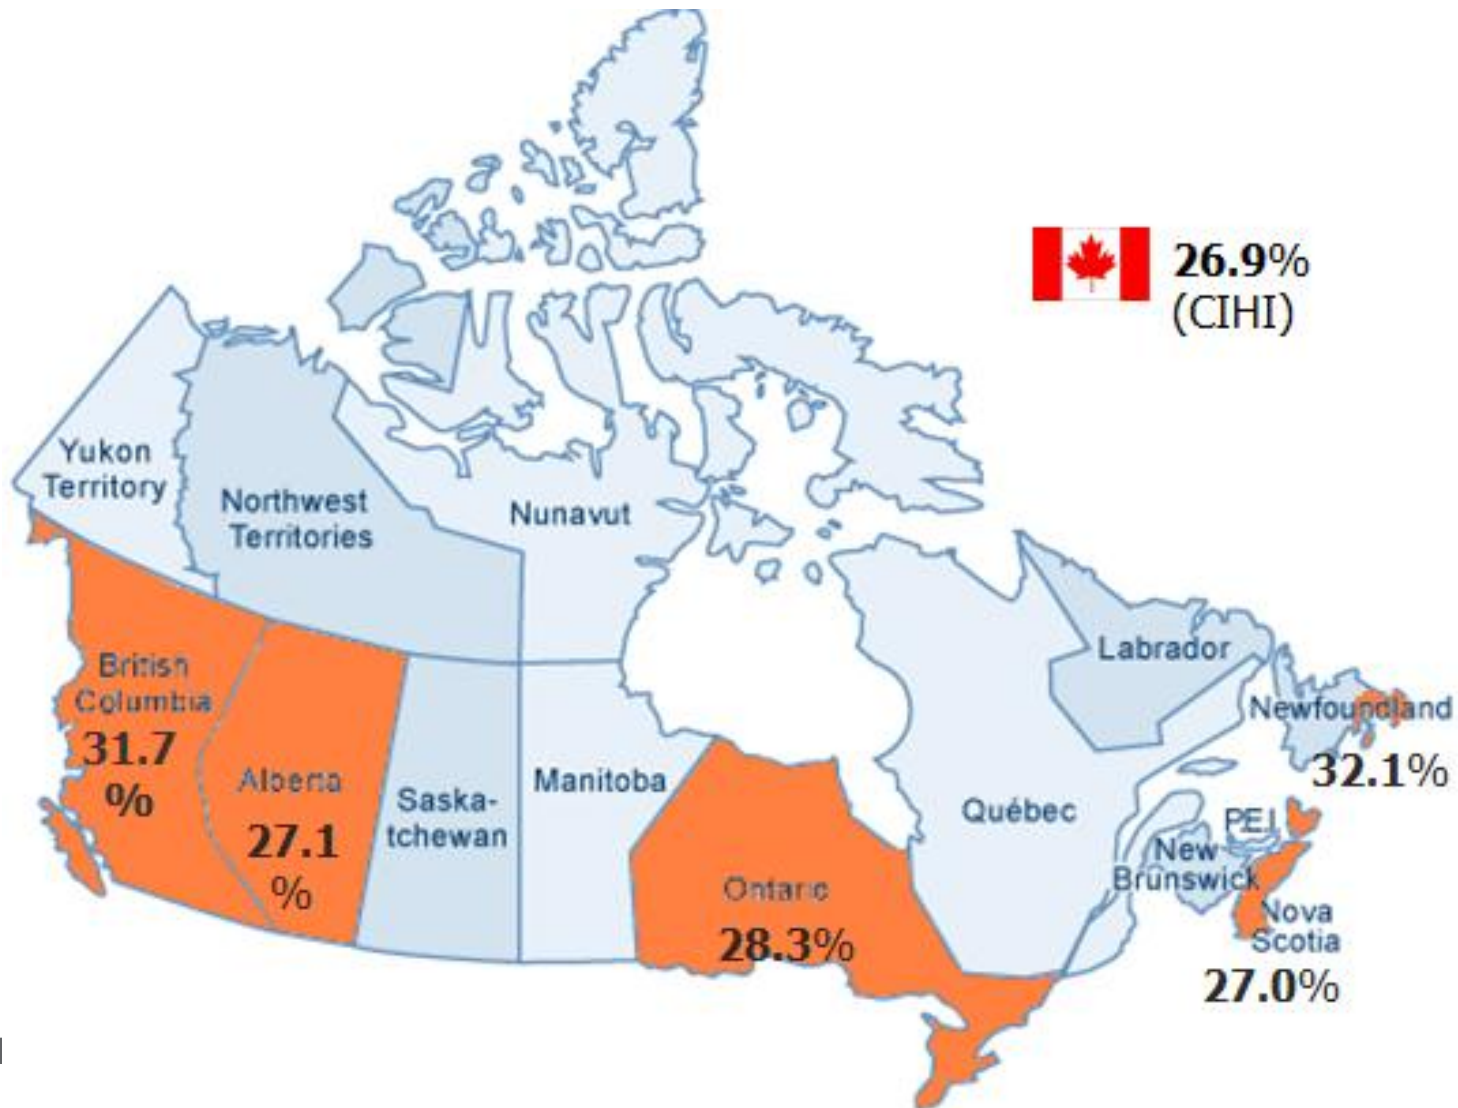 26.9%
(CIHI)
Yukon
Territory
Northwest
Territories
Nunavut
British
Columbia
31.7
%
Alberta
27.1
%
Saska-
tchewan
Manitoba
Ontario
28.3%
Québec
Labrador
Newfoundland
32.1%
P.E.I
New
Brunswick
Nova
Scotia
27.0%